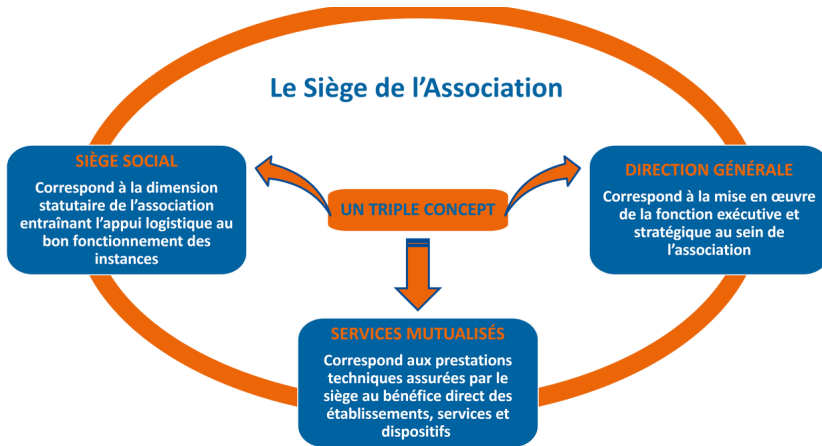 Le Siège de l'Association
SIÈGE SOCIAL
Correspond à la dimension
statutaire de l'association
entraînant l'appui logistique au
bon fonctionnement des
instances
UN TRIPLE CONCEPT
DIRECTION GÉNÉRALE
Correspond à la mise en œuvre
de la fonction exécutive et
stratégique au sein de
l'association
SERVICES MUTUALISÉS
Correspond aux prestations
techniques assurées par le
siège au bénéfice direct des
établissements, services et
dispositifs